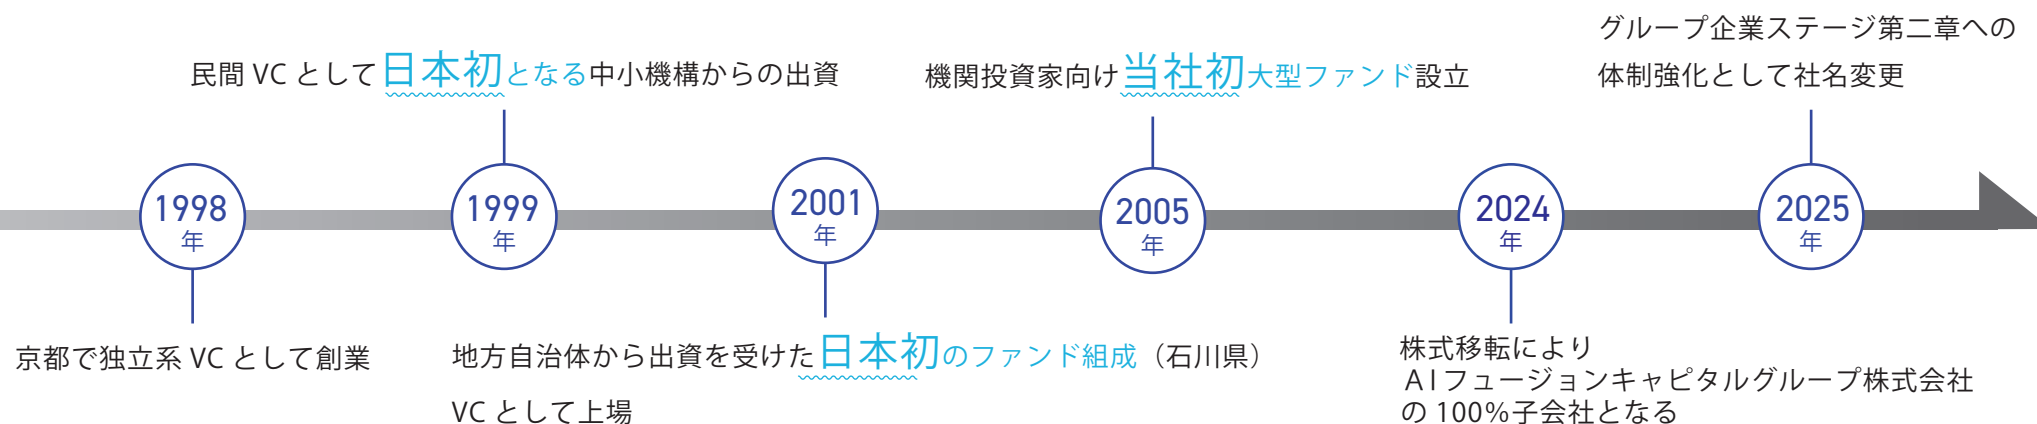 グループ企業ステージ第二章への
体制強化として社名変更
民間 VC として日本初となる中小機構からの出資
機関投資家向け当社初大型ファンド設立
1998
年
1999
年
2001
年
2005
年
2024
年
2025
年
京都で独立系 VC として創業
地方自治体から出資を受けた日本初のファンド組成（石川県）
VC として上場
株式移転により
AIフュージョンキャピタルグループ株式会社
の 100%子会社となる